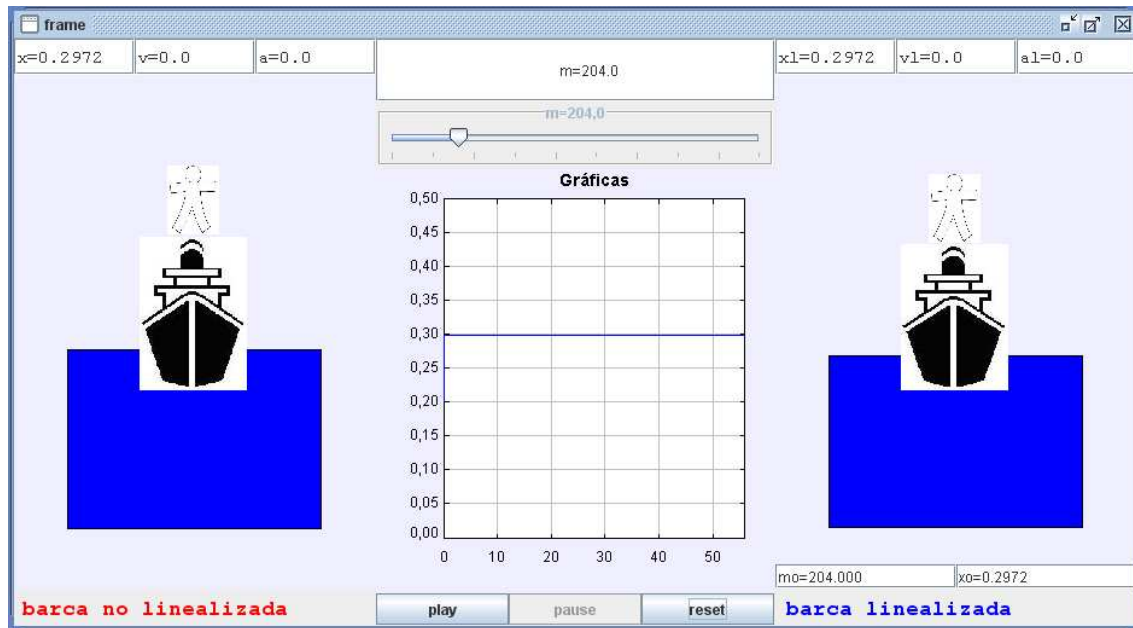 frame
x=0.2972
v=0.0
a=0.0
m=204.0
x1=0.2972
v1=0.0
a1=0.0
m=204.0
Gráficas
0,50
0,45
0,40
0,35
0,30
0,25
0,20
0,15
0,10
0,05
0,00
0 10 20 30 40 50
mo=204.000
xo=0.2972
barca no linealizada
play
pause
reset
barca linealizada